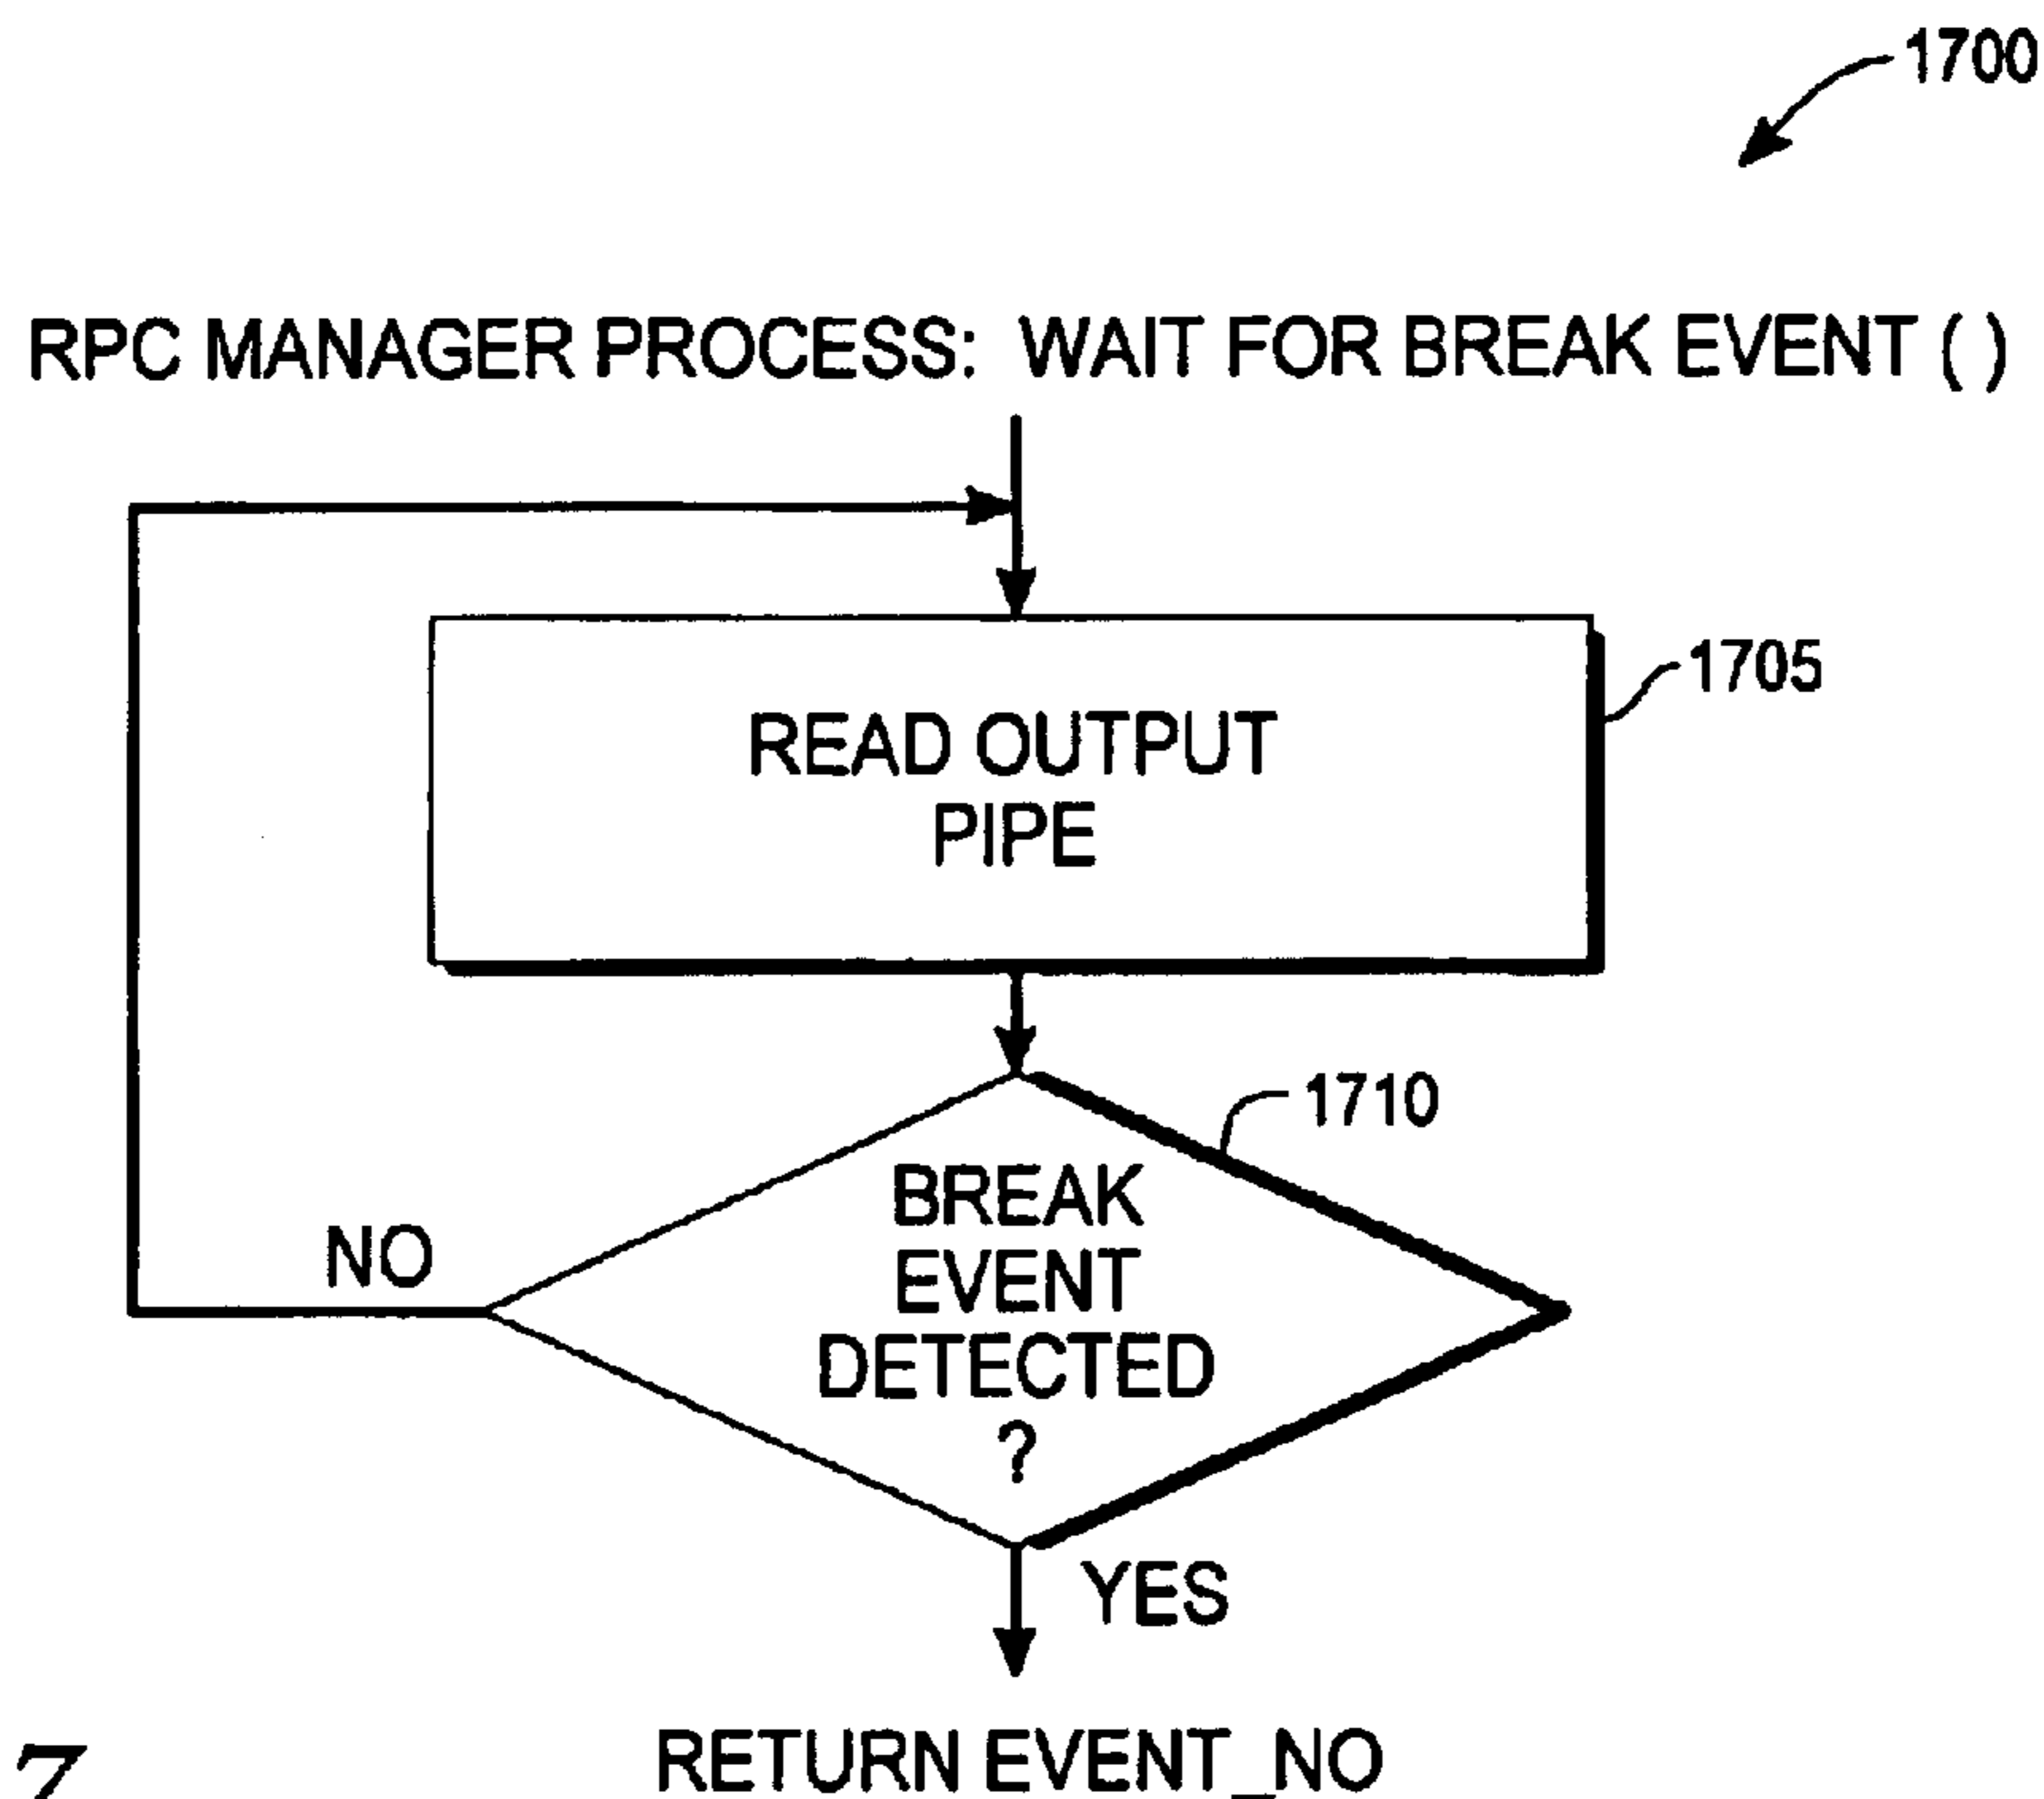 1700
RPC MANAGER PROCESS: WAIT FOR BREAK EVENT ( )
READ OUTPUT
PIPE
1705
1710
BREAK
EVENT
DETECTED
?
NO
YES
RETURN EVENT_NO
7